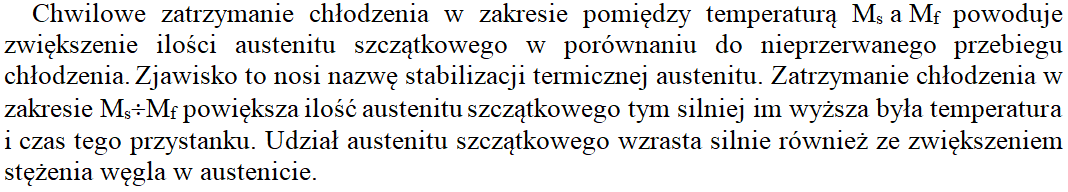 Chwilowe zatrzymanie chłodzenia w zakresie pomiędzy temperaturą Ms a Mf powoduje
zwiększenie ilości austenitu szczątkowego w porównaniu do nieprzerwanego przebiegu
chłodzenia. Zjawisko to nosi nazwę stabilizacji termicznej austenitu. Zatrzymanie chłodzenia w
zakresie Ms÷Mf powiększa ilość austenitu szczątkowego tym silniej im wyższa była temperatura
i czas tego przystanku. Udział austenitu szczątkowego wzrasta silnie również ze zwiększeniem
stężenia węgla w austenicie.